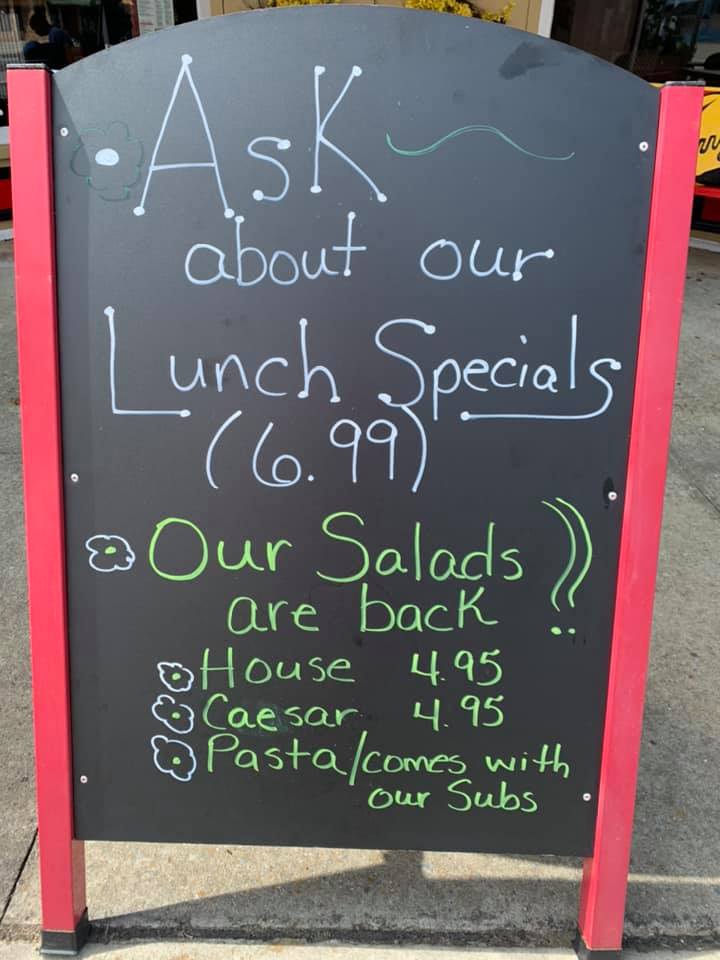 Ask
about our
Lunch Specials
(6.99)
Our Salads
are back!!
House 4.95
Caesar 4.95
Pasta/comes with
our Subs